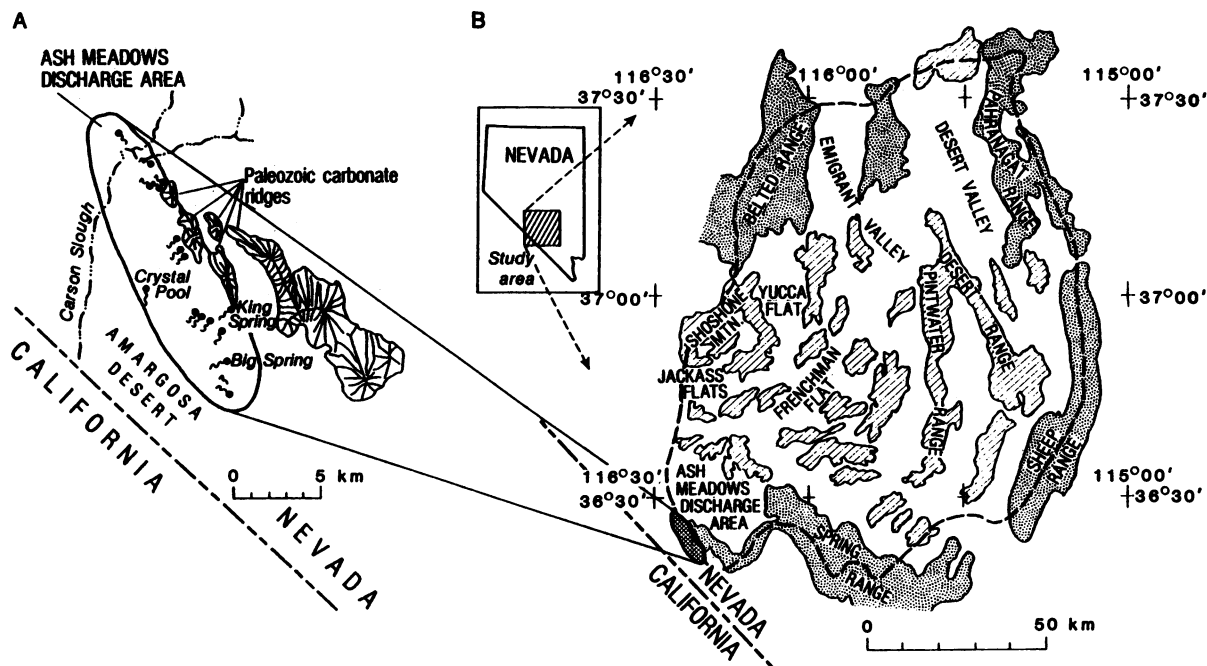 A
ASH MEADOWS
DISCHARGE AREA
Paleozoic carbonate
ridges
Carson Slough
Crystal
Pool
King
Spring
Big Spring
AMARGOSA
DESERT
CALIFORNIA
NEVADA
0 5 km
B
116°30' 116°00' 115°00'
37°30' 37°30'
NEVADA
Study
area
BELTED RANGE
EMIGRANT
VALLEY
DESERT VALLEY
PAHRANAGAT
RANGE
37°00' 37°00'
SHOSHONE
MTN
YUCCA
FLAT
PINTWATER
RANGE
DESERT
RANGE
JACKASS
FLATS
FRENCHMAN
FLAT
SHEEP
RANGE
116°30' 115°00'
36°30' 36°30'
ASH
MEADOWS
DISCHARGE
AREA
SPRING
RANGE
NEVADA
CALIFORNIA
0 50 km